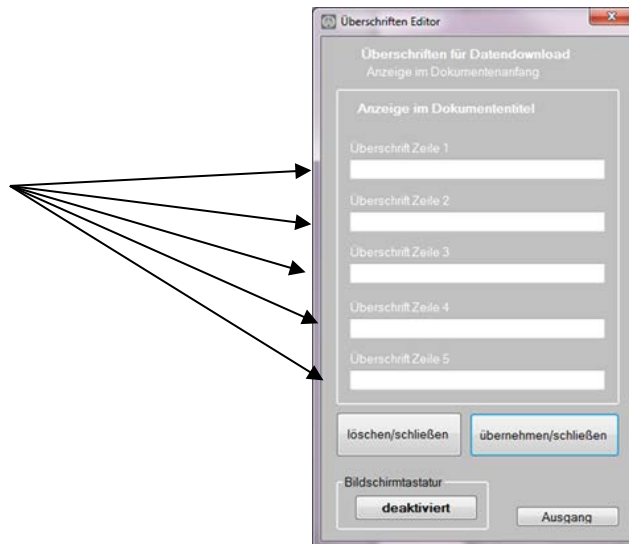 Überschriften Editor
Überschriften für Datendownload
Anzeige im Dokumentenanfang
Anzeige im Dokumententitel
Überschrift Zeile 1
Überschrift Zeile 2
Überschrift Zeile 3
Überschrift Zeile 4
Überschrift Zeile 5
löschen/schließen übernehmen/schließen
Bildschirmtastatur
deaktiviert
Ausgang